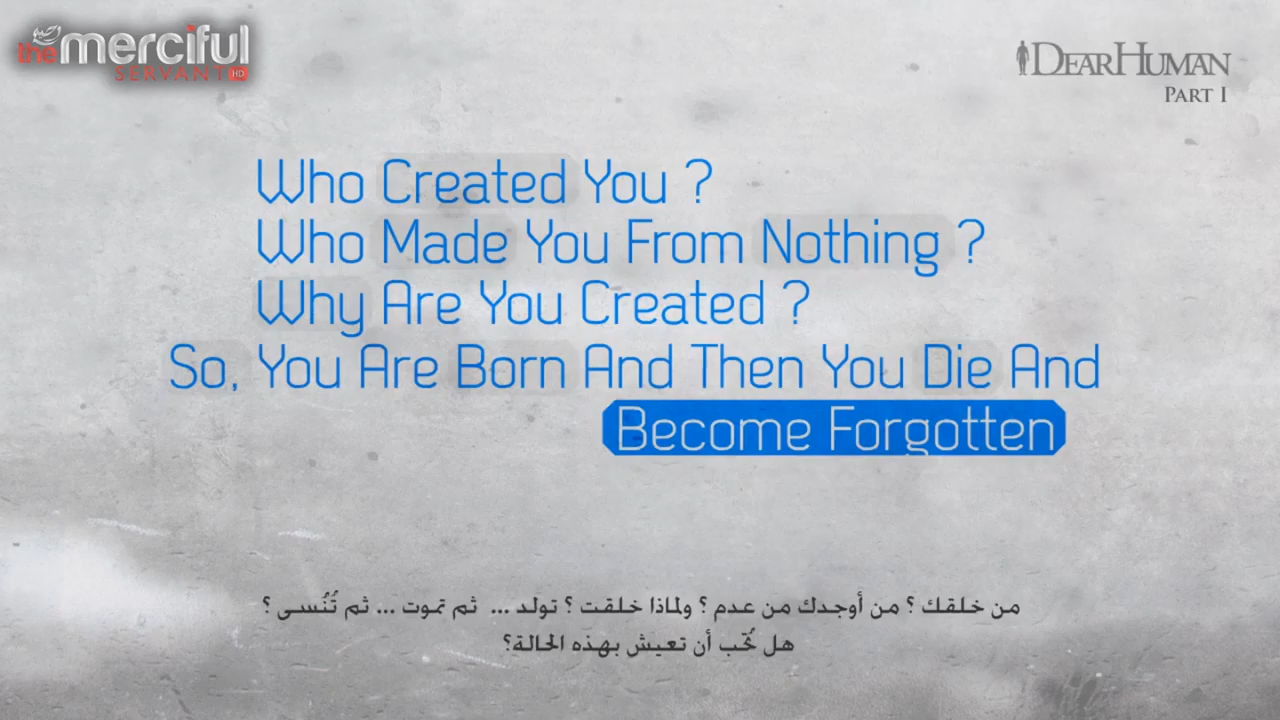 the merciful
SERVANT HD
DEARHUMAN
PART I
Who Created You ?
Who Made You From Nothing ?
Why Are You Created ?
So, You Are Born And Then You Die And
Become Forgotten
من خلقك ؟ من أوجدك من عدم ؟ ولماذا خلقت ؟ تولد ... ثم تموت ... ثم تُنُسى ؟
هل تُحّب أن تعيش بهذه الحالة؟